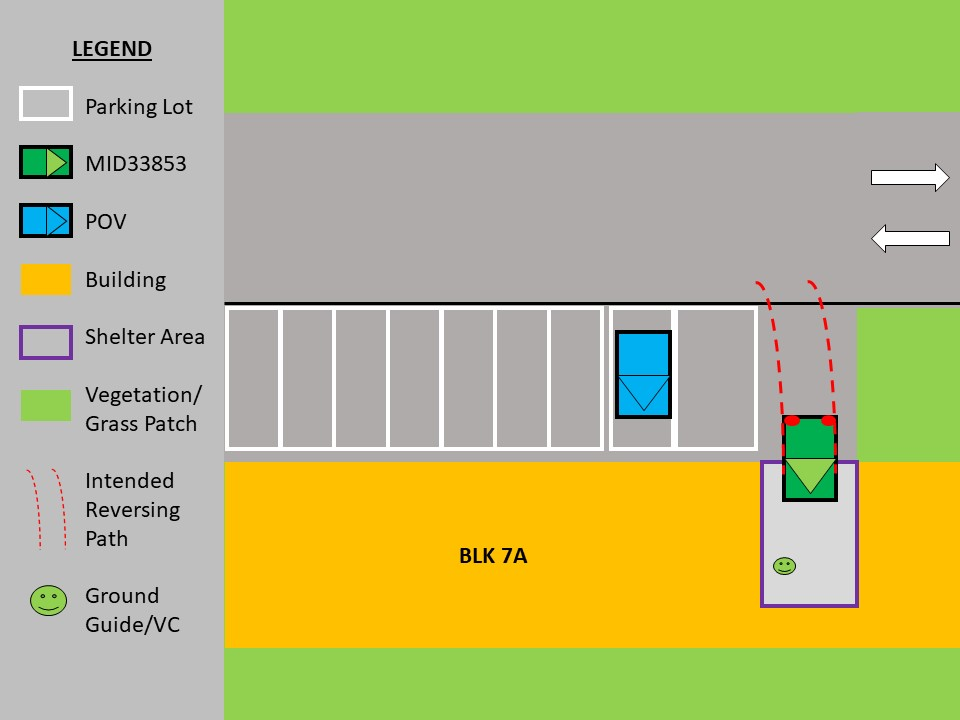 LEGEND
Parking Lot
MID33853
POV
Building
Shelter Area
Vegetation/
Grass Patch
Intended
Reversing
Path
Ground
Guide/VC
BLK 7A